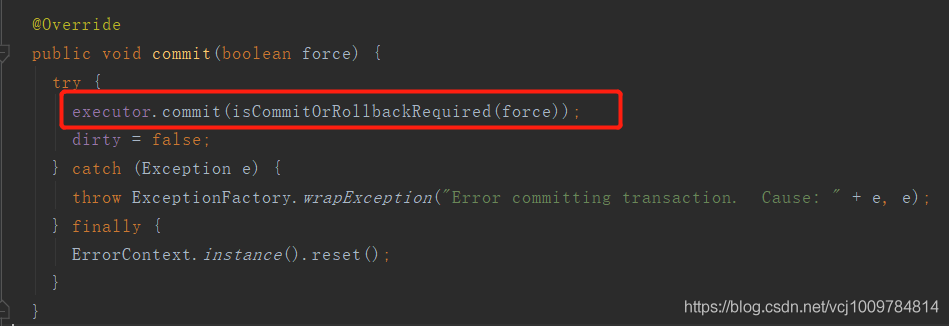 @Override
public void commit(boolean force) {
try {
executor.commit(isCommitOrRollbackRequired(force));
dirty = false;
} catch (Exception e) {
throw ExceptionFactory.wrapException("Error committing transaction.  Cause: " + e, e);
} finally {
ErrorContext.instance().reset();
}
}
https://blog.csdn.net/vcj1009784814